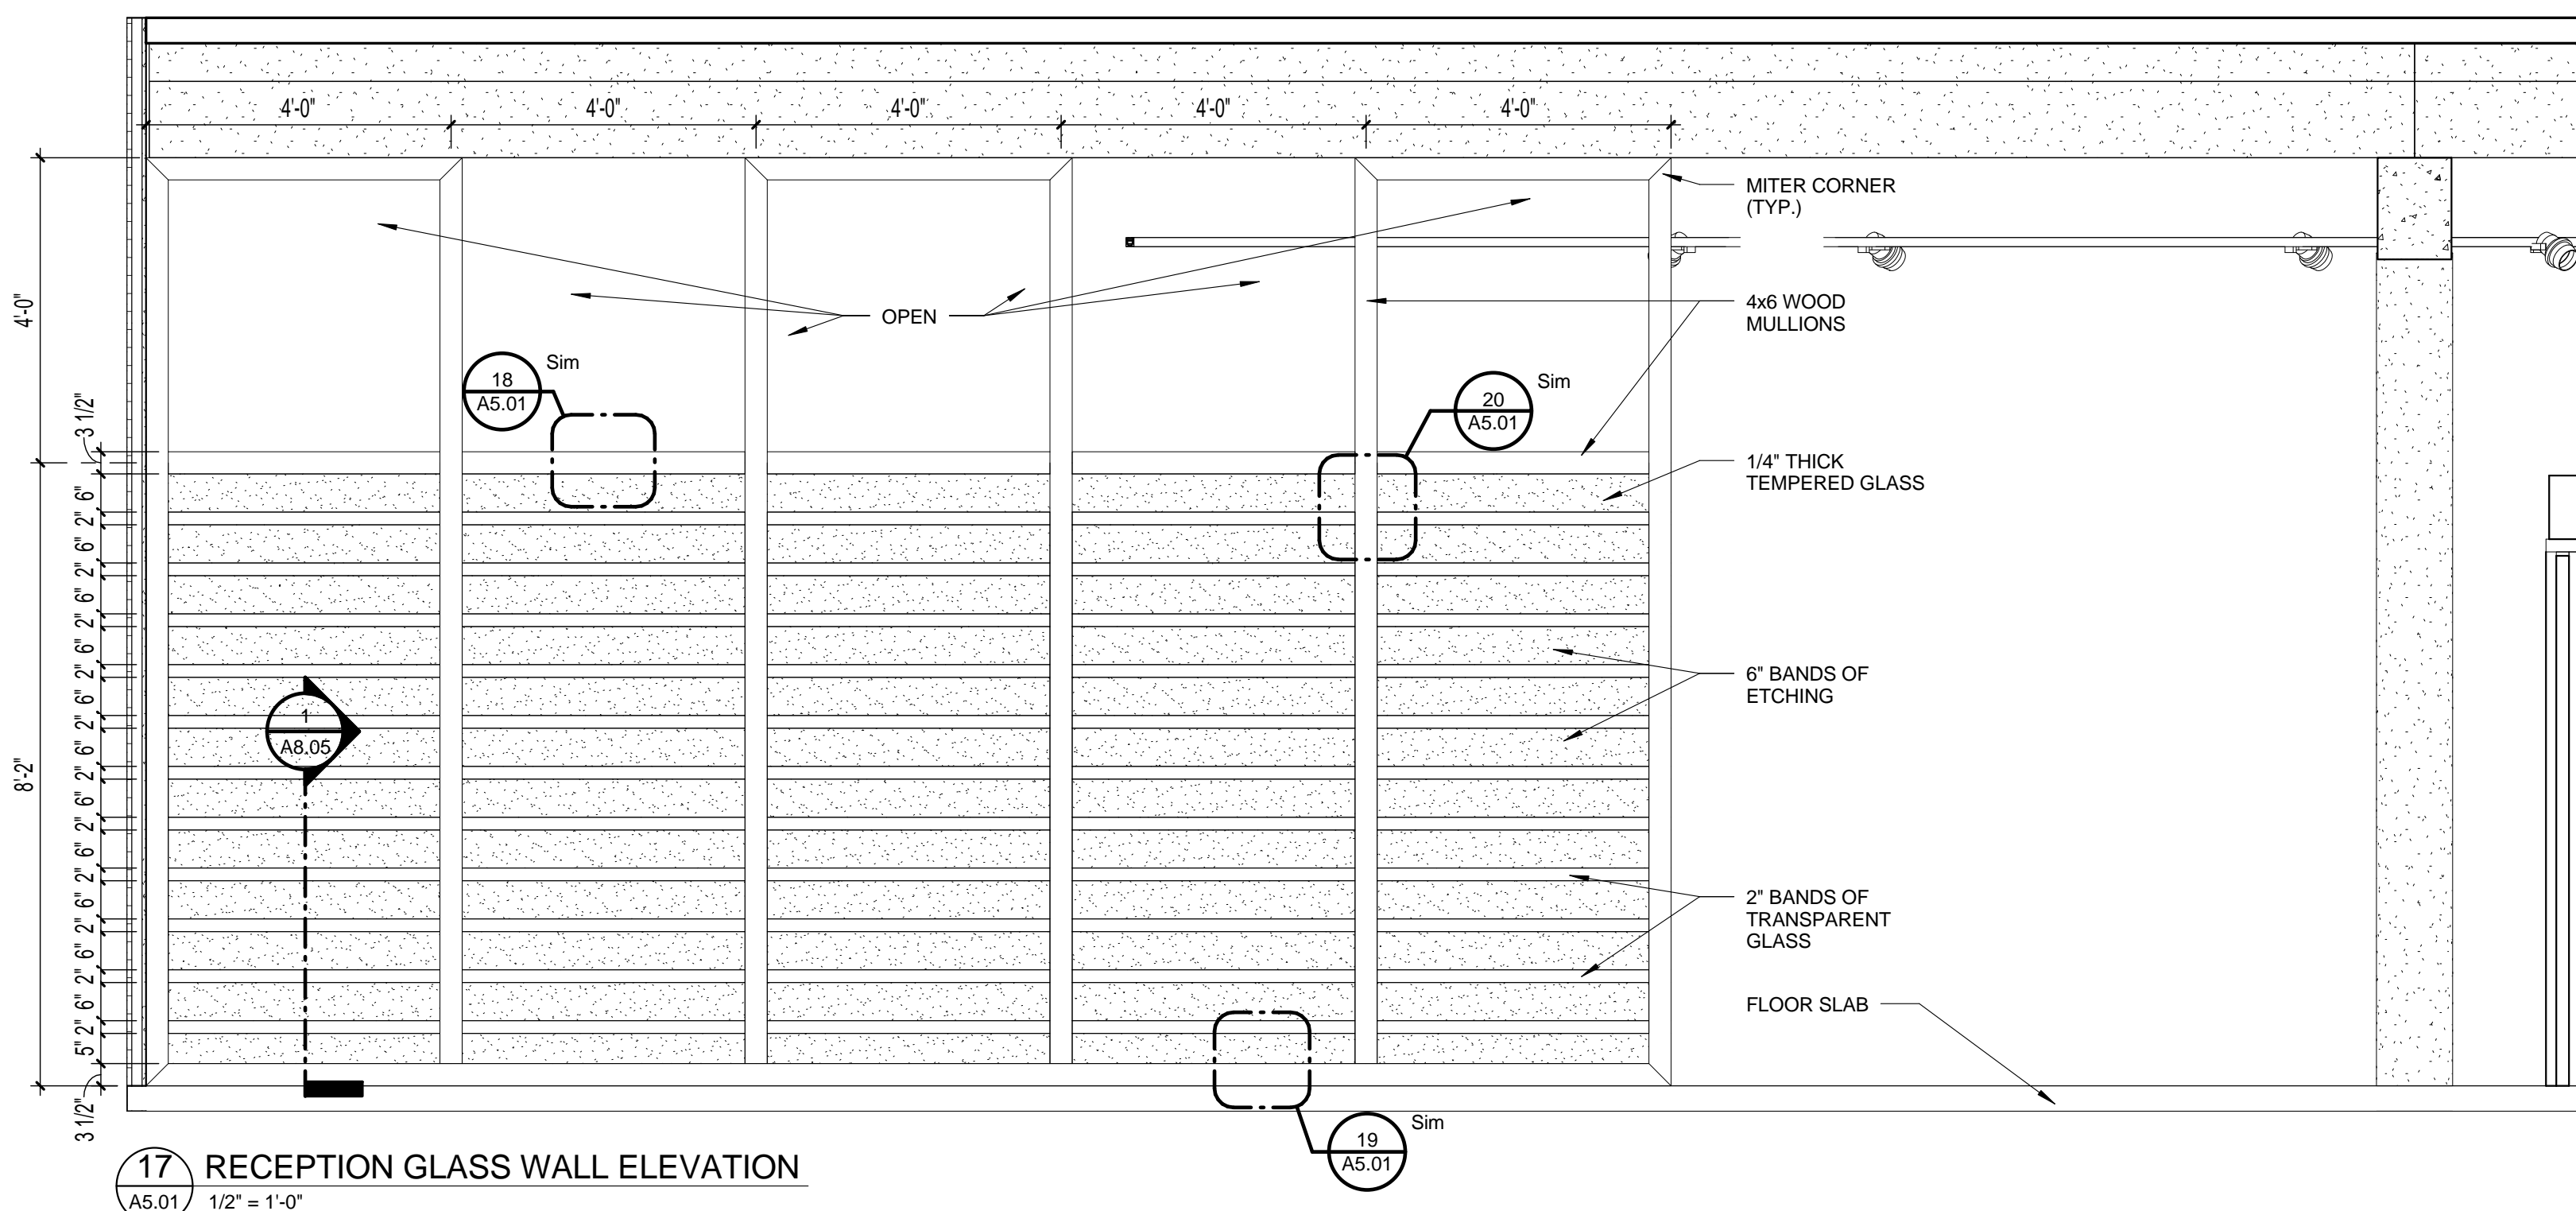 4'-0" 4'-0" 4'-0" 4'-0" 4'-0"
MITER CORNER
(TYP.)
4'-0"
OPEN
4x6 WOOD
MULLIONS
18
A5.01
Sim
20
A5.01
Sim
3 1/2"
1/4" THICK
TEMPERED GLASS
6"
2"
6"
2"
6"
2"
6"
2"
6"
2"
6"
2"
6"
2"
6"
2"
6"
2"
6"
2"
6"
2"
5"
3 1/2"
8'-2"
6" BANDS OF
ETCHING
1
A8.05
2" BANDS OF
TRANSPARENT
GLASS
FLOOR SLAB
19
A5.01
Sim
17
A5.01
RECEPTION GLASS WALL ELEVATION
1/2" = 1'-0"